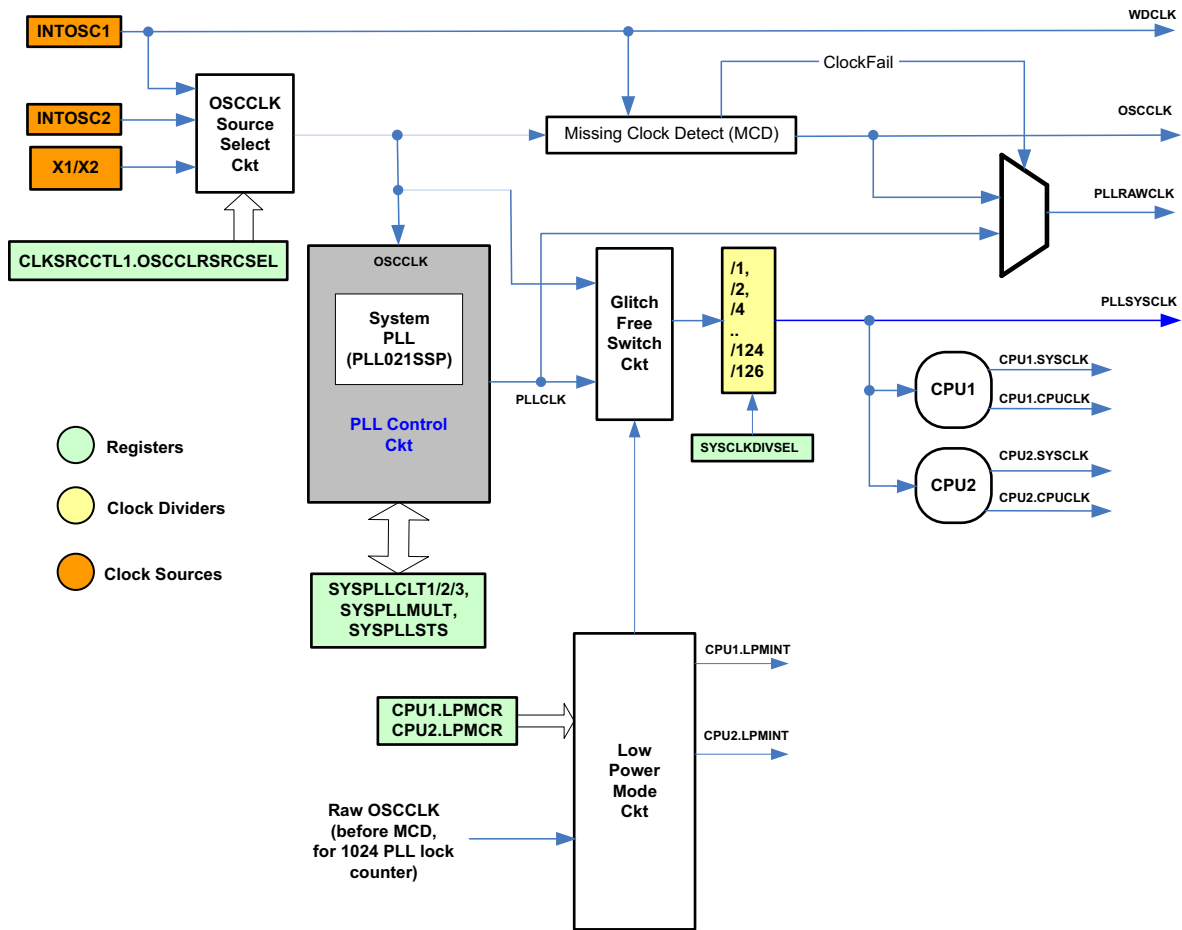 INTOSC1
WDCLK
ClockFail
INTOSC2
OSCCLK
Source
Select
Ckt
Missing Clock Detect (MCD)
OSCCLK
X1/X2
PLLRAWCLK
CLKSRCCTL1.OSCCLRSRCSEL
OSCCLK
System
PLL
(PLL021SSP)
PLL Control
Ckt
PLLCLK
Glitch
Free
Switch
Ckt
/1,
/2,
/4
..
/124
/126
SYSCLKDIVSEL
PLLSYSCLK
CPU1
CPU1.SYSCLK
CPU1.CPUCLK
CPU2
CPU2.SYSCLK
CPU2.CPUCLK
Registers
Clock Dividers
Clock Sources
SYSPLLCLT1/2/3,
SYSPLLMULT,
SYSPLLSTS
CPU1.LPMCR
CPU2.LPMCR
Low
Power
Mode
Ckt
CPU1.LPMINT
CPU2.LPMINT
Raw OSCCLK
(before MCD,
for 1024 PLL lock
counter)